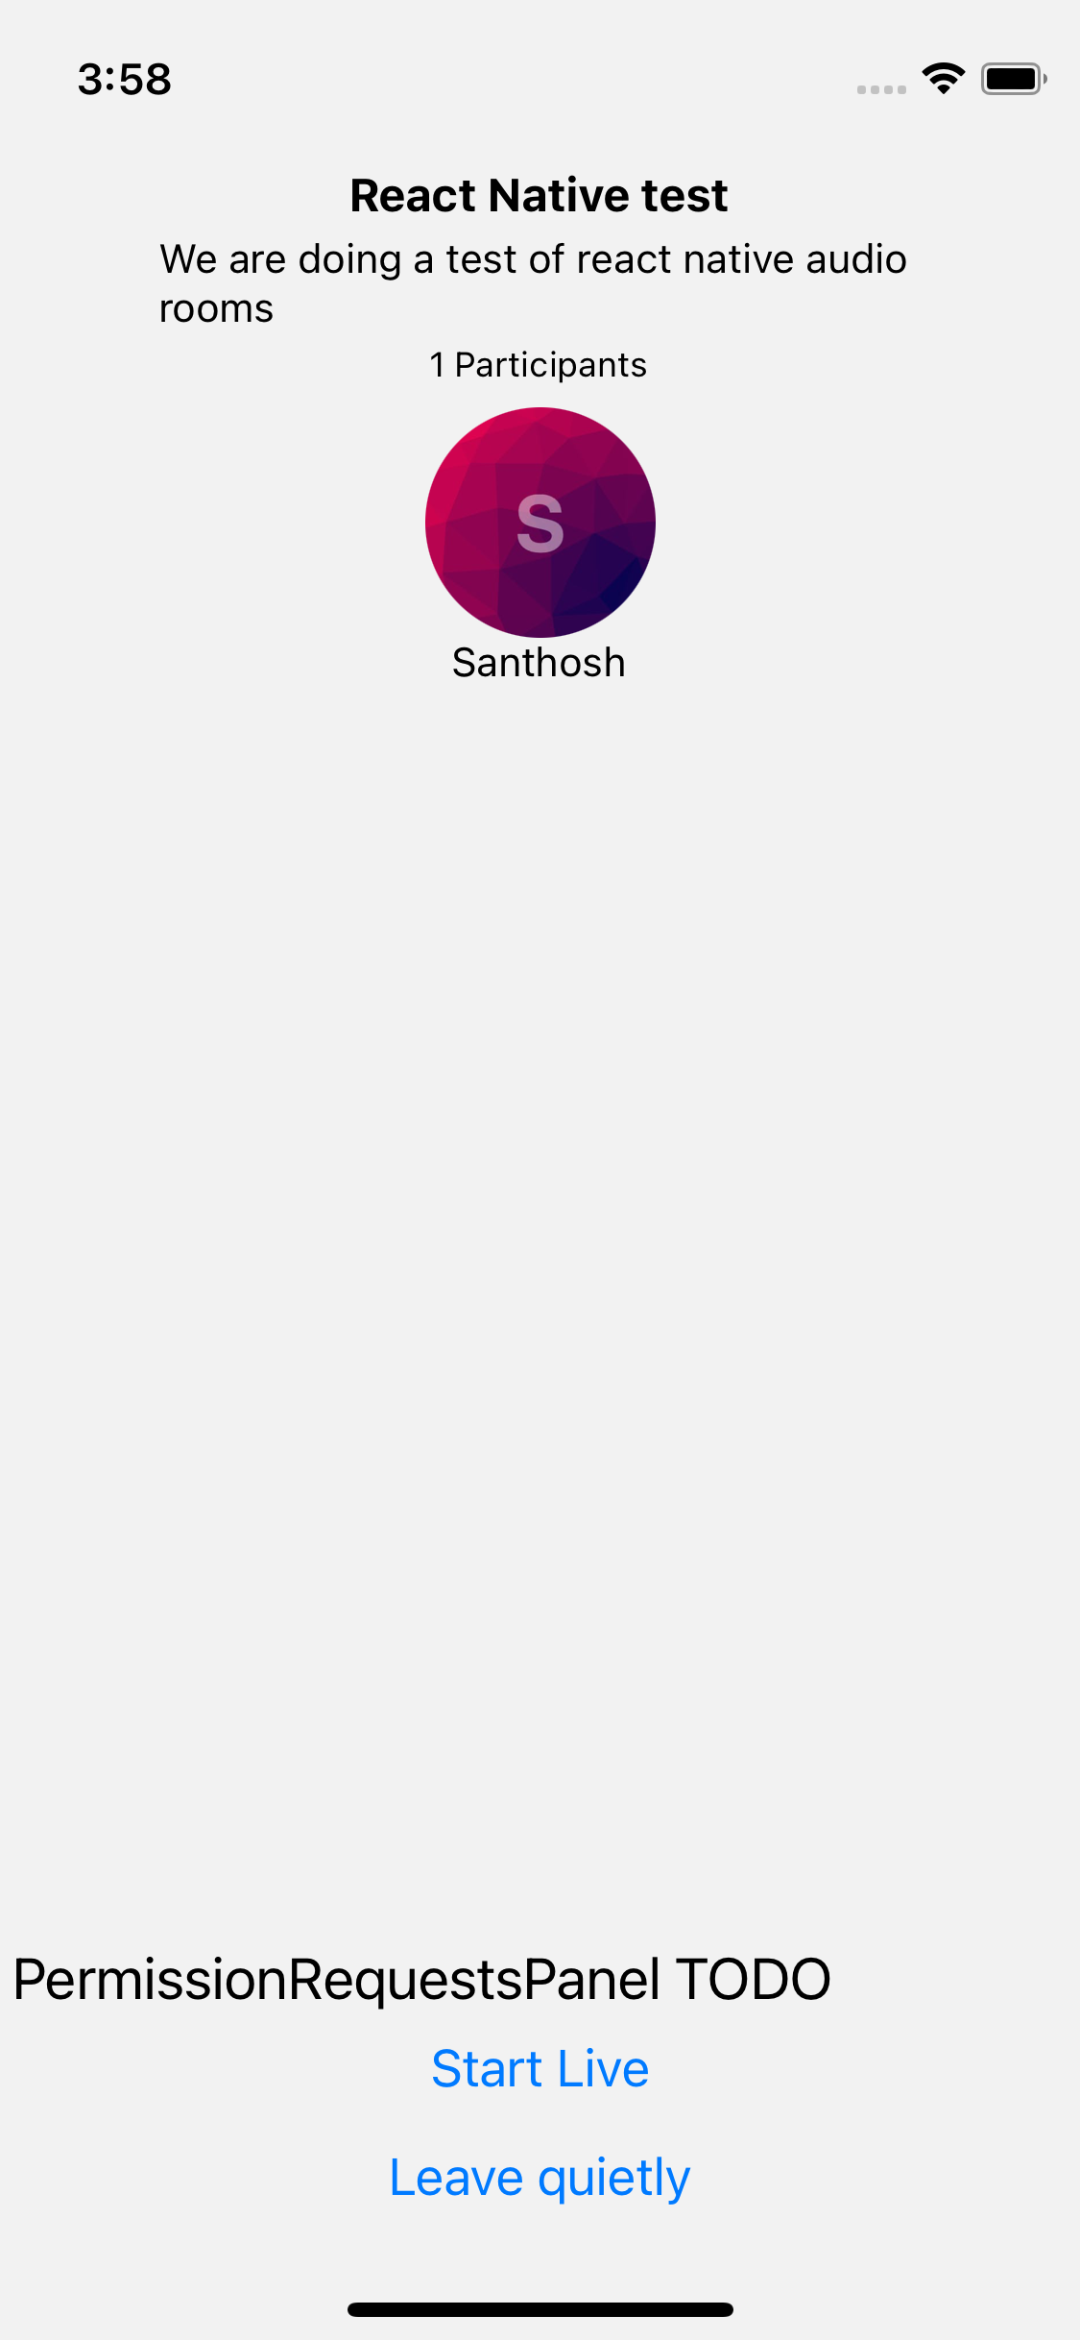 3:58
React Native test
We are doing a test of react native audio
rooms
1 Participants
S
Santhosh
PermissionRequestsPanel TODO
Start Live
Leave quietly